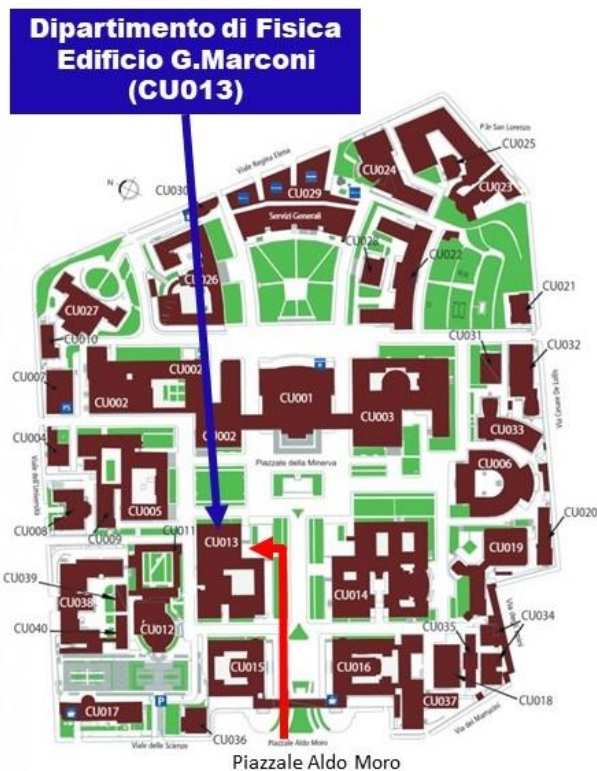 Dipartimento di Fisica
Edificio G.Marconi
(CU013)
P.le San Lorenzo
CU025
Viale Regina Elena
CU024
N
CU030
CU029
CU023
Servizi Generali
CU028
CU022
CU026
CU027
CU021
CU010
CU031
CU032
CU002
CU007
CU002
CU001
CU003
PS
CU002
CU033
Via Cesare De Lollis
CU004
Piazzale della Minerva
CU006
Viale dell'Università
CU005
CU008
CU009
CU011
CU020
CU013
CU019
CU039
CU038
CU014
CU034
CU040
CU012
CU035
CU015
CU016
CU018
CU017
P
CU037
CU036
Via dei Marrucini
Viale delle Scienze
Piazzale Aldo Moro
Piazzale Aldo Moro